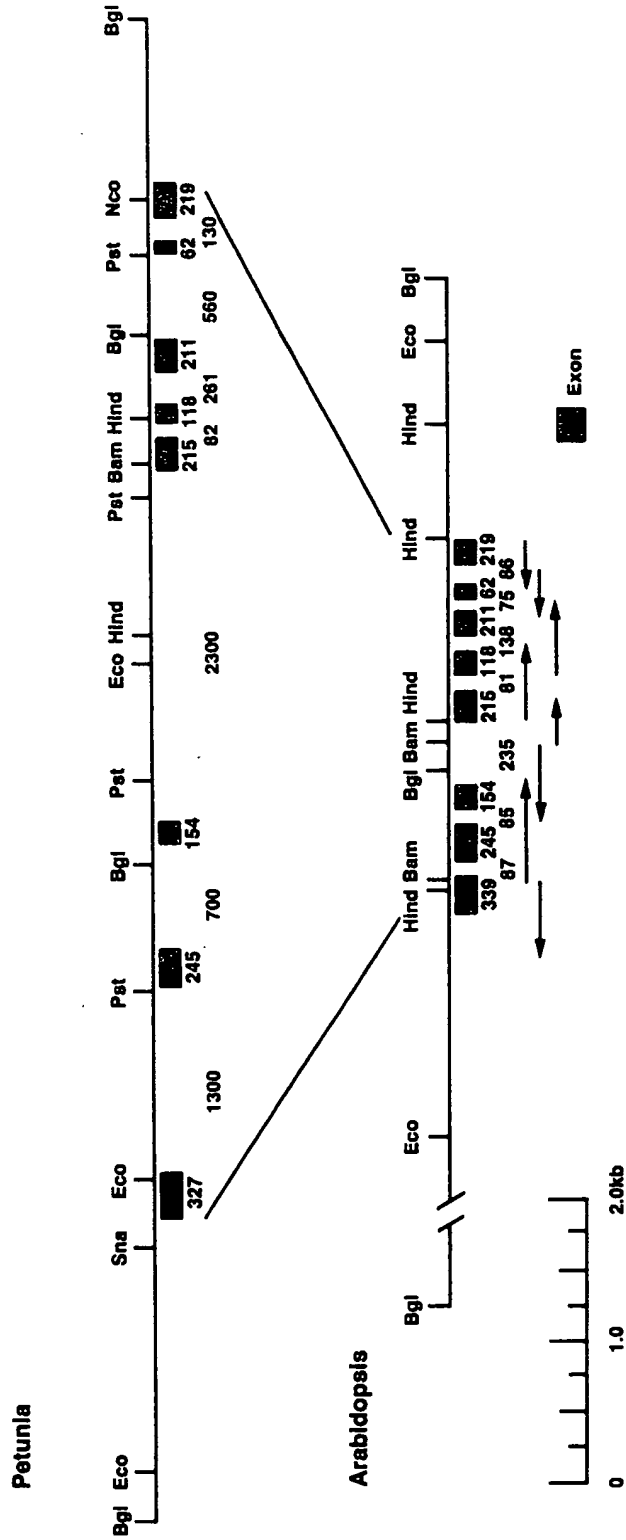 Petunia
Bgl Eco Sna Eco Pst Bgl Pst Eco Hind Pst Bam Hind Bgl Pst Nco Bgl
327 245 154 215 118 211 62 219
1300 700 2300 82 261 560 130
Arabidopsis
Bgl Eco Hind Bam Bgl Bam Hind Hind Hind Eco Bgl
339 245 154 215 118 211 62 219
87 85 235 81 138 75 86
Exon
0 1.0 2.0kb